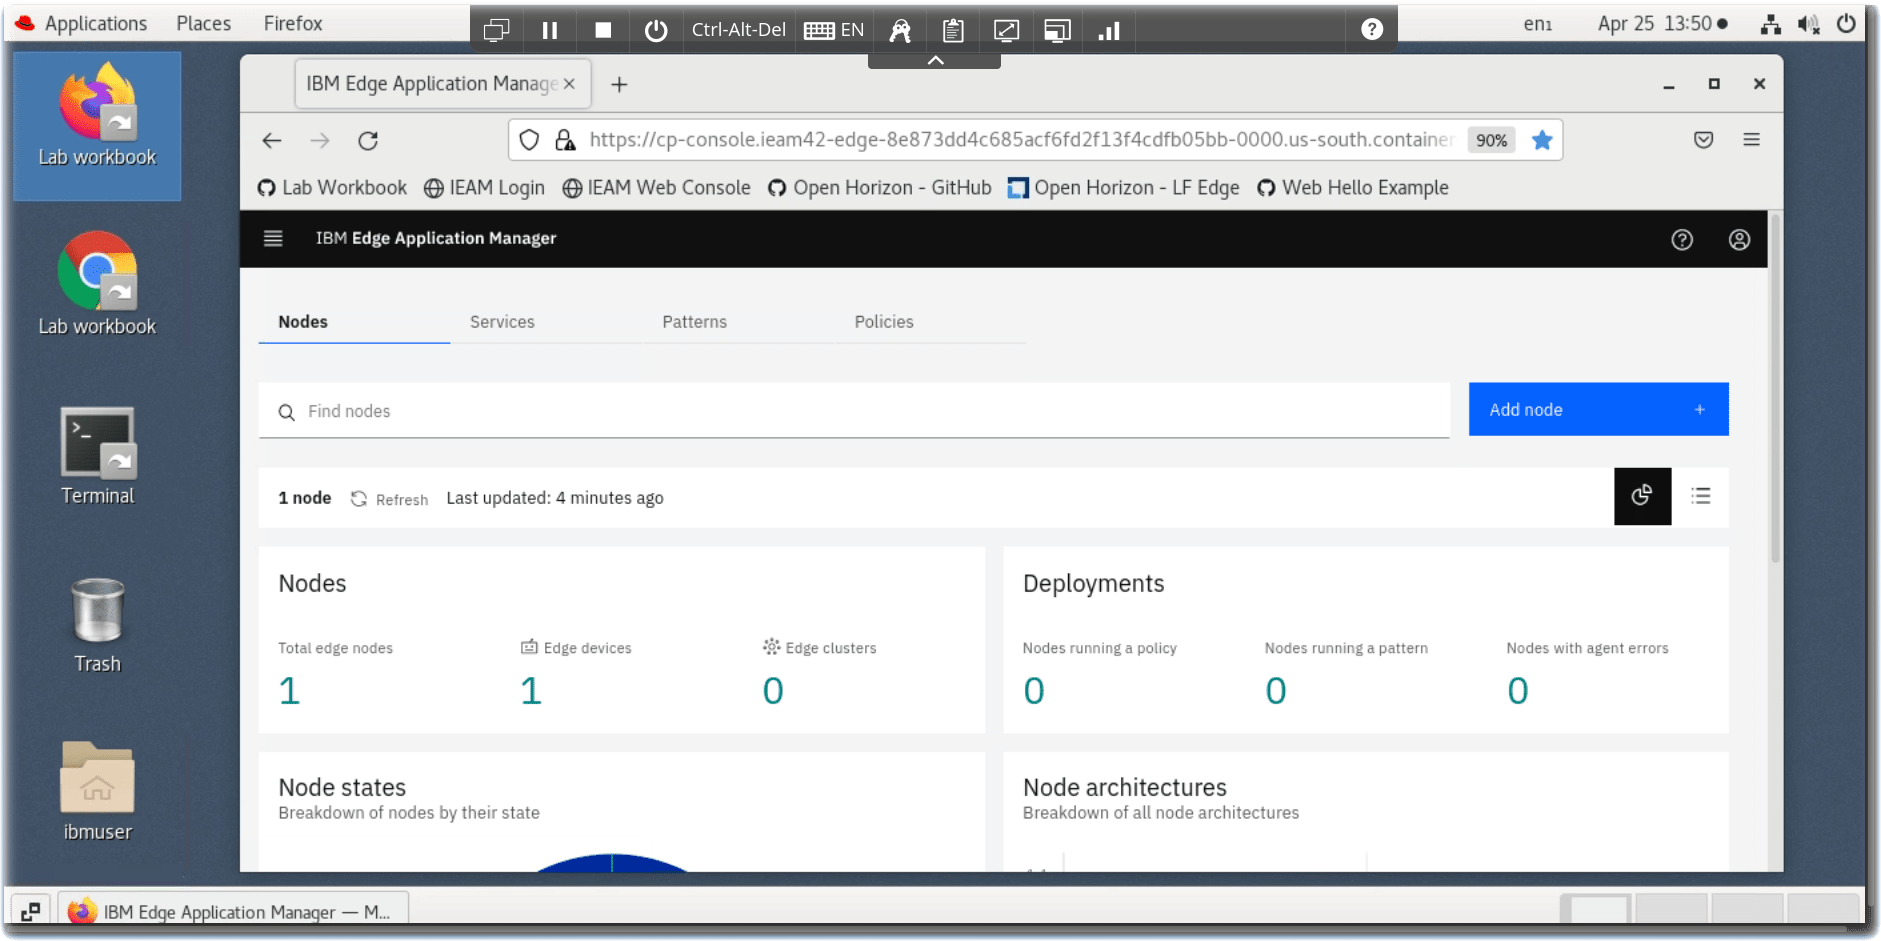 Applications Places Firefox
Ctrl-Alt-Del EN
en1 Apr 25 13:50
Lab workbook
Lab workbook
Terminal
Trash
ibmuser
IBM Edge Application Manage
https://cp-console.ieam42-edge-8e873dd4c685acf6fd2f13f4cdfb05bb-0000.us-south.container 90%
Lab Workbook IEAM Login IEAM Web Console Open Horizon - GitHub Open Horizon - LF Edge Web Hello Example
IBM Edge Application Manager
Nodes Services Patterns Policies
Find nodes
Add node +
1 node Refresh Last updated: 4 minutes ago
Nodes
Total edge nodes Edge devices Edge clusters
1 1 0
Deployments
Nodes running a policy Nodes running a pattern Nodes with agent errors
0 0 0
Node states
Breakdown of nodes by their state
Node architectures
Breakdown of all node architectures
IBM Edge Application Manager — M...